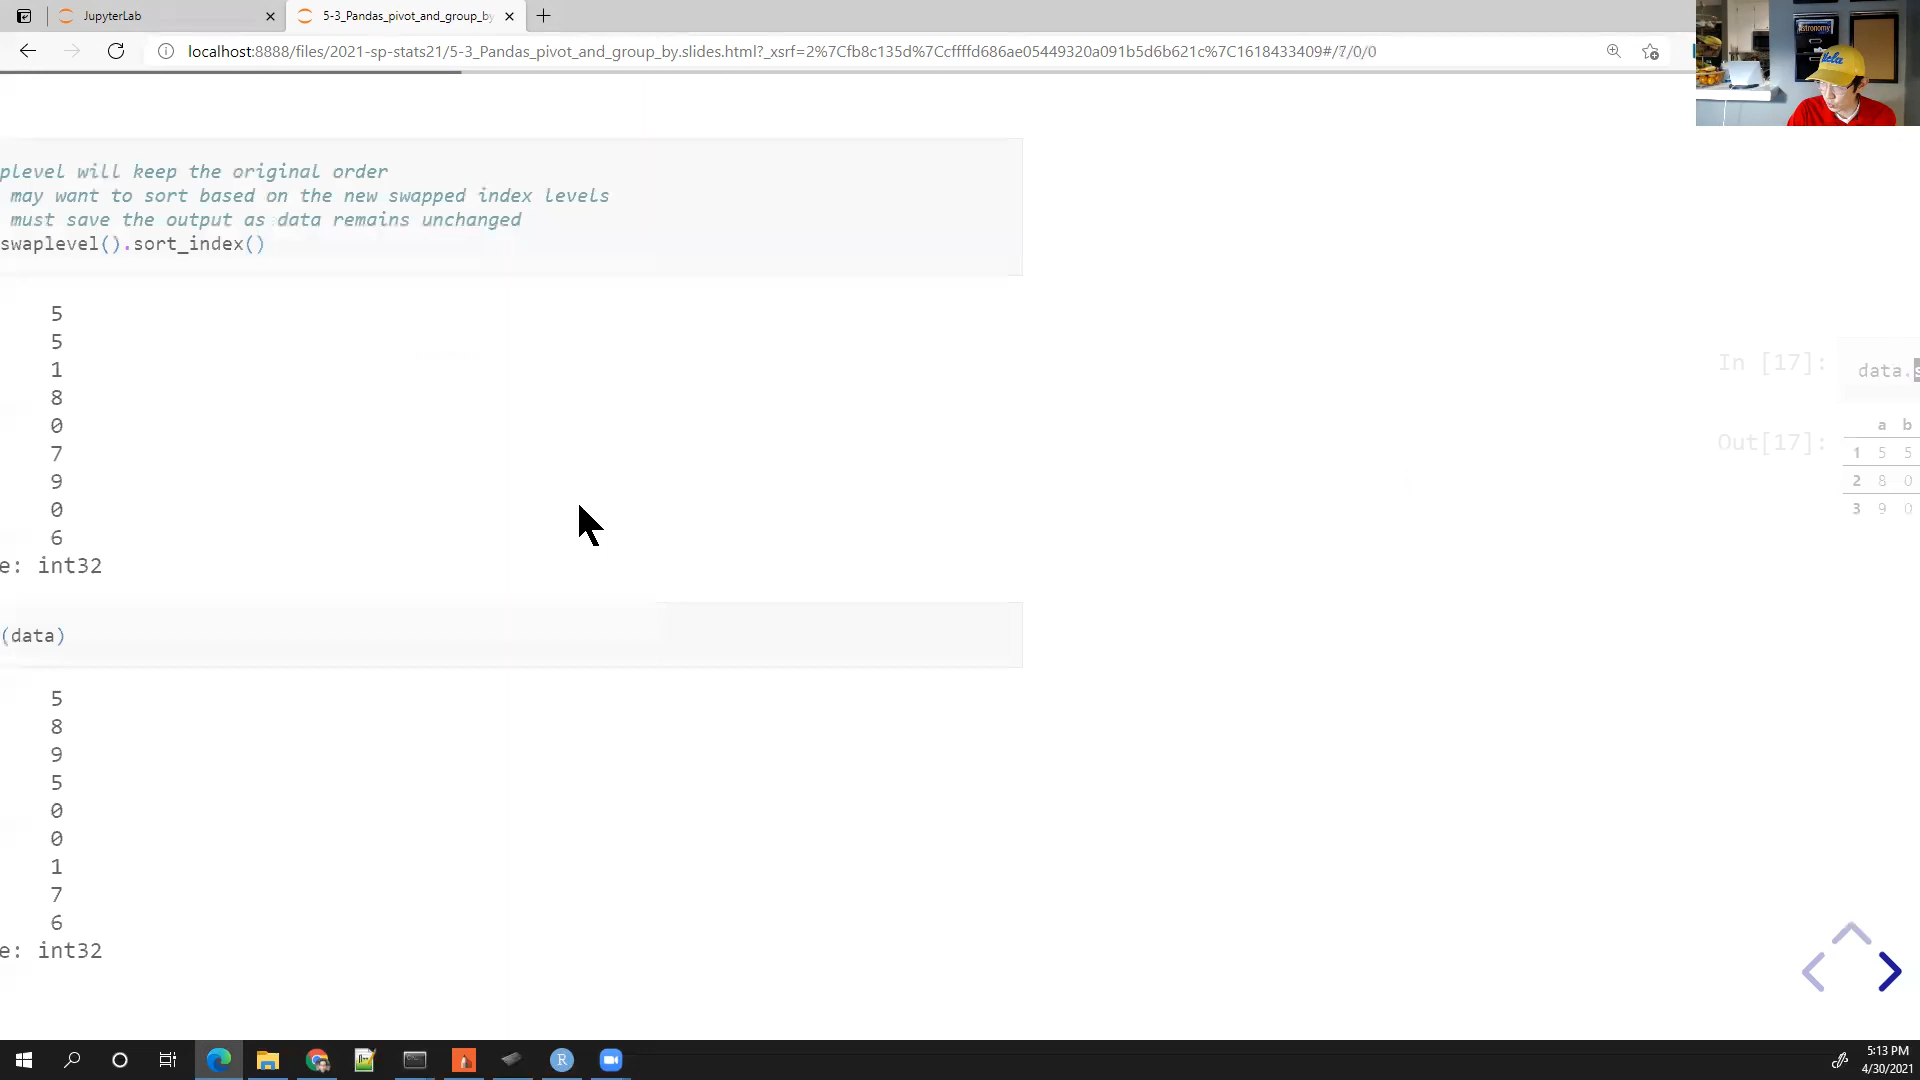 JupyterLab
5-3_Pandas_pivot_and_group_by
localhost:8888/files/2021-sp-stats21/5-3_Pandas_pivot_and_group_by.slides.html?_xsrf=2%7Cfb8c135d%7Ccffffd686ae05449320a091b5d6b621c%7C1618433409#/7/0/0
astronomy
ucla
plevel will keep the original order
may want to sort based on the new swapped index levels
must save the output as data remains unchanged
swaplevel().sort_index()
5
5
1
8
0
7
9
0
6
e: int32
(data)
5
8
9
5
0
0
1
7
6
e: int32
In [17]:
data.s
Out[17]:
a b
1 5 5
2 8 0
3 9 0
R
5:13 PM
4/30/2021